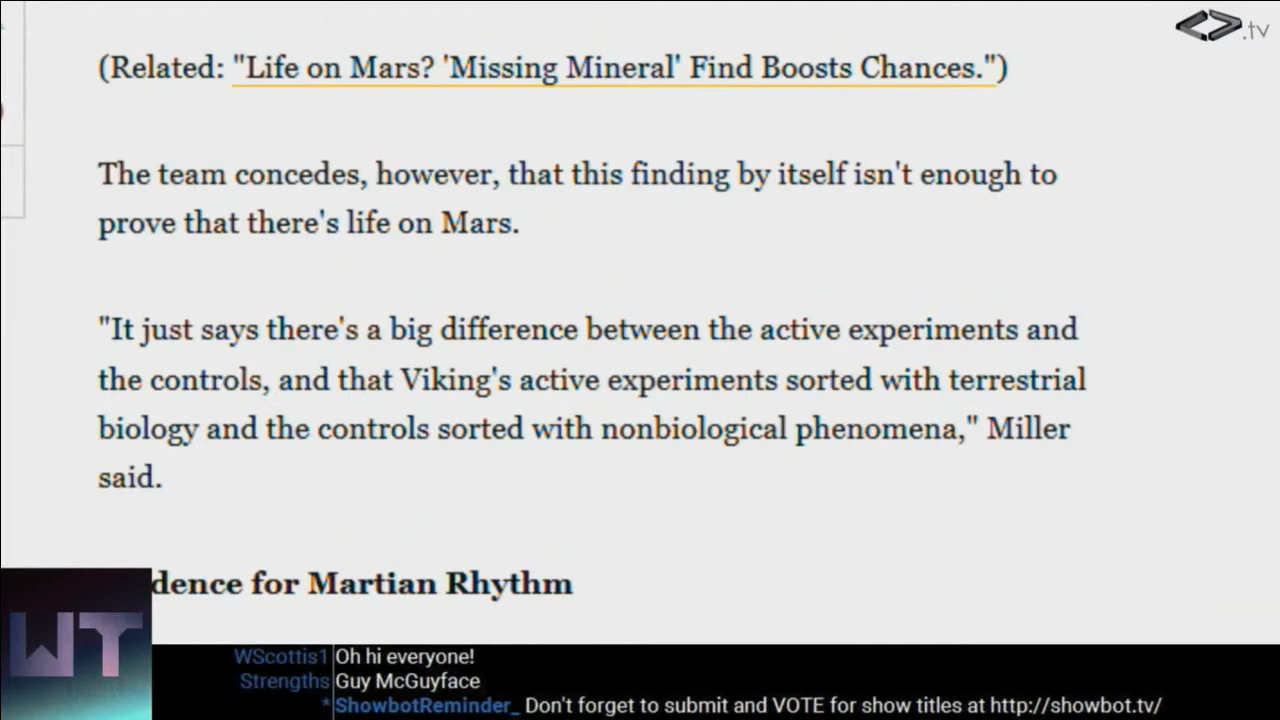 .tv
(Related: "Life on Mars? 'Missing Mineral' Find Boosts Chances.")
The team concedes, however, that this finding by itself isn't enough to
prove that there's life on Mars.
"It just says there's a big difference between the active experiments and
the controls, and that Viking's active experiments sorted with terrestrial
biology and the controls sorted with nonbiological phenomena," Miller
said.
dence for Martian Rhythm
WT
WScottis1 Oh hi everyone!
Strengths Guy McGuyface
*ShowbotReminder_ Don't forget to submit and VOTE for show titles at http://showbot.tv/